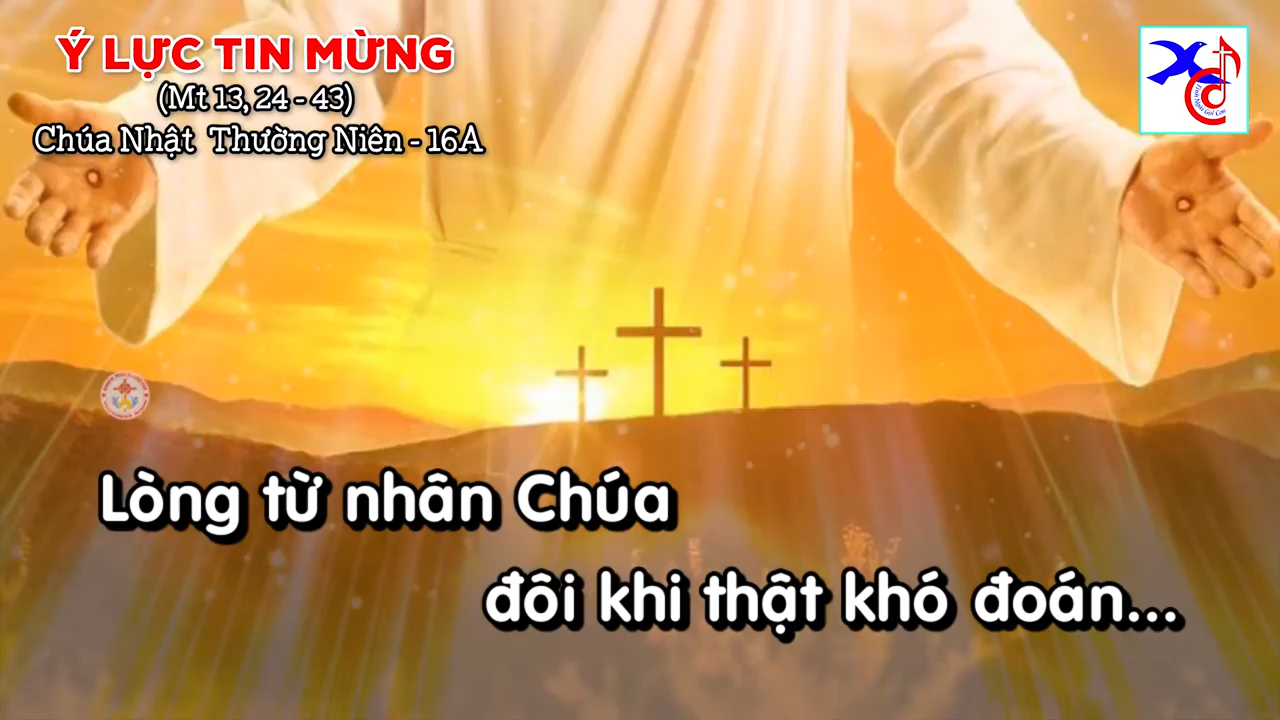 Ý LỰC TIN MỪNG
(Mt 13, 24 - 43)
Chúa Nhật Thường Niên - 16A
Lòng từ nhân Chúa
đôi khi thật khó đoán...